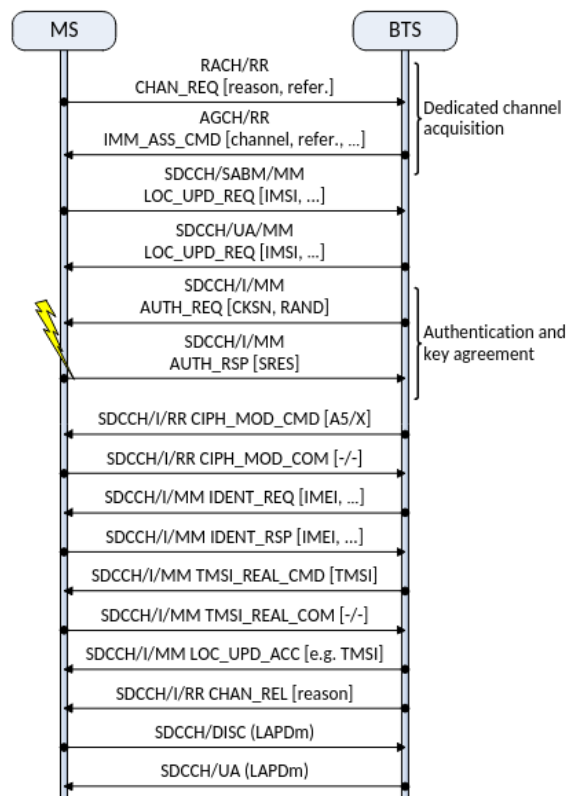 MS
BTS
RACH/RR
CHAN_REQ [reason, refer.]
AGCH/RR
IMM_ASS_CMD [channel, refer., ...]
Dedicated channel
acquisition
SDCCH/SABM/MM
LOC_UPD_REQ [IMSI, ...]
SDCCH/UA/MM
LOC_UPD_REQ [IMSI, ...]
SDCCH/I/MM
AUTH_REQ [CKSN, RAND]
SDCCH/I/MM
AUTH_RSP [SRES]
Authentication and
key agreement
SDCCH/I/RR CIPH_MOD_CMD [A5/X]
SDCCH/I/RR CIPH_MOD_COM [-/-]
SDCCH/I/MM IDENT_REQ [IMEI, ...]
SDCCH/I/MM IDENT_RSP [IMEI, ...]
SDCCH/I/MM TMSI_REAL_CMD [TMSI]
SDCCH/I/MM TMSI_REAL_COM [-/-]
SDCCH/I/MM LOC_UPD_ACC [e.g. TMSI]
SDCCH/I/RR CHAN_REL [reason]
SDCCH/DISC (LAPDm)
SDCCH/UA (LAPDm)